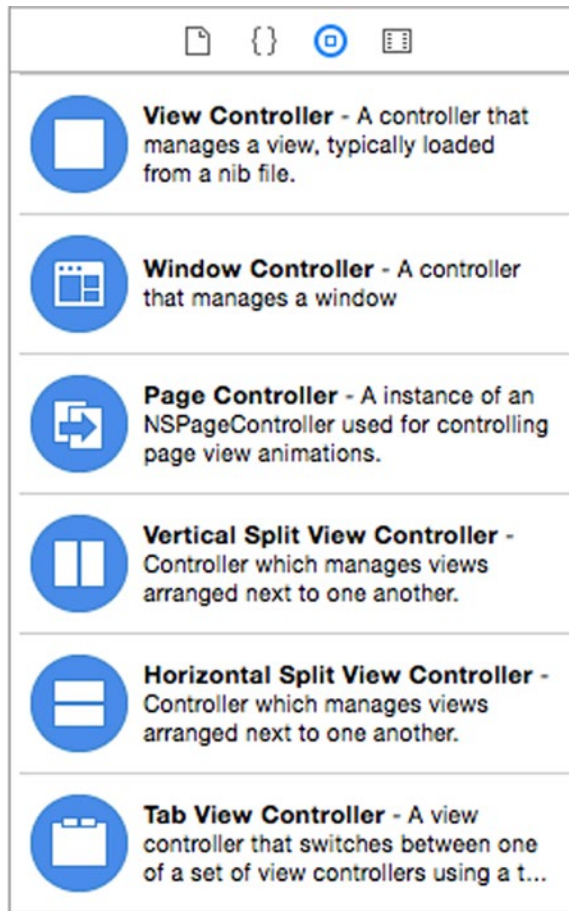 View Controller - A controller that
manages a view, typically loaded
from a nib file.
Window Controller - A controller
that manages a window
Page Controller - A instance of an
NSPageController used for controlling
page view animations.
Vertical Split View Controller -
Controller which manages views
arranged next to one another.
Horizontal Split View Controller -
Controller which manages views
arranged next to one another.
Tab View Controller - A view
controller that switches between one
of a set of view controllers using a t...